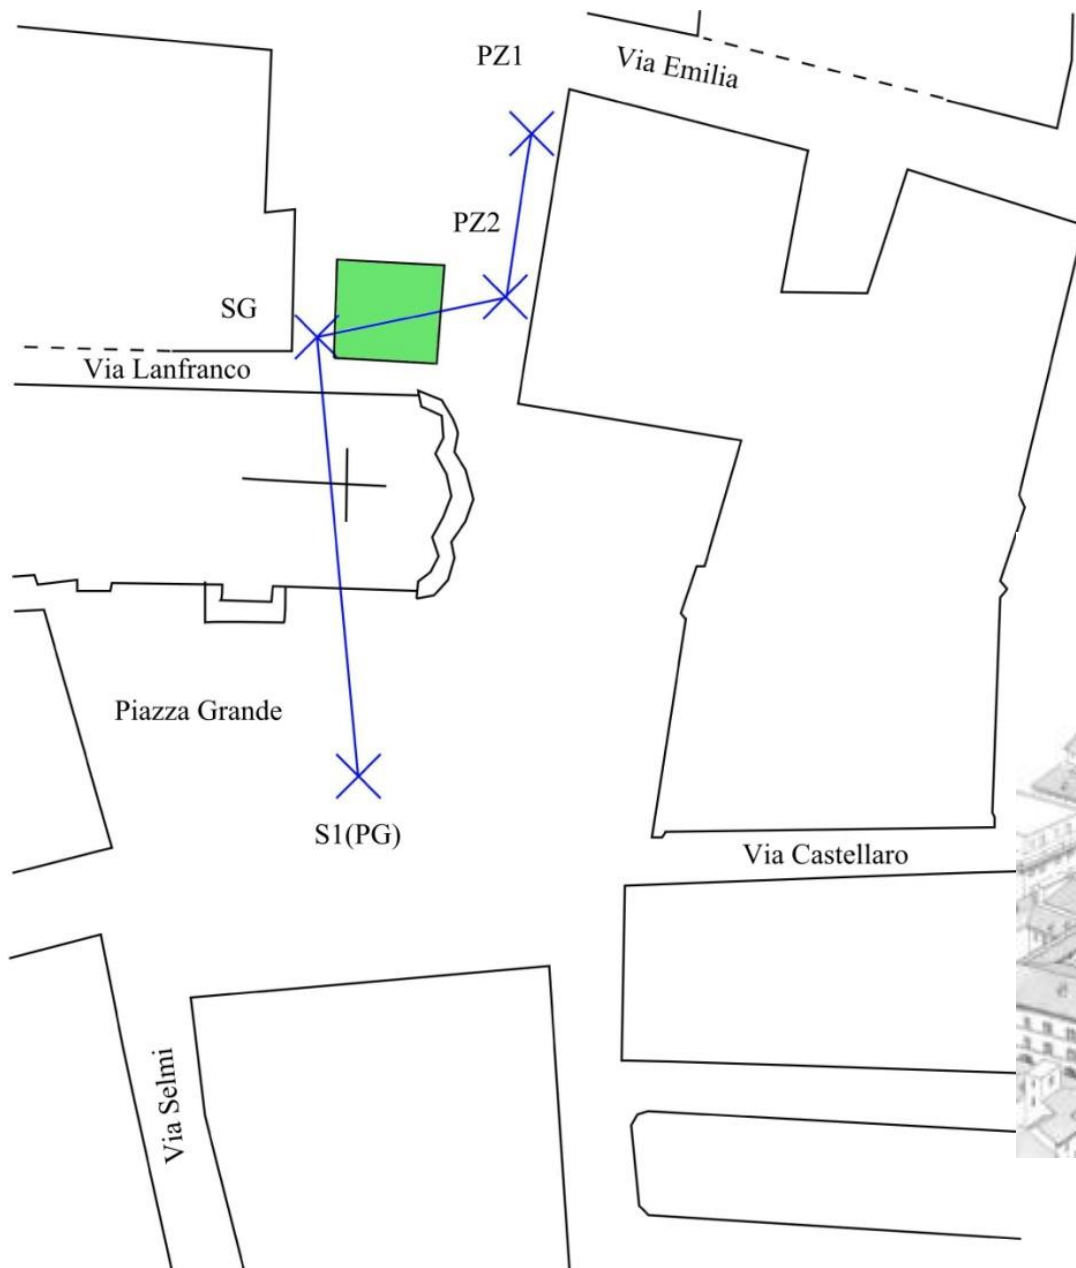 PZ1
Via Emilia
PZ2
SG
Via Lanfranco
Piazza Grande
S1(PG)
Via Castellaro
Via Selmi